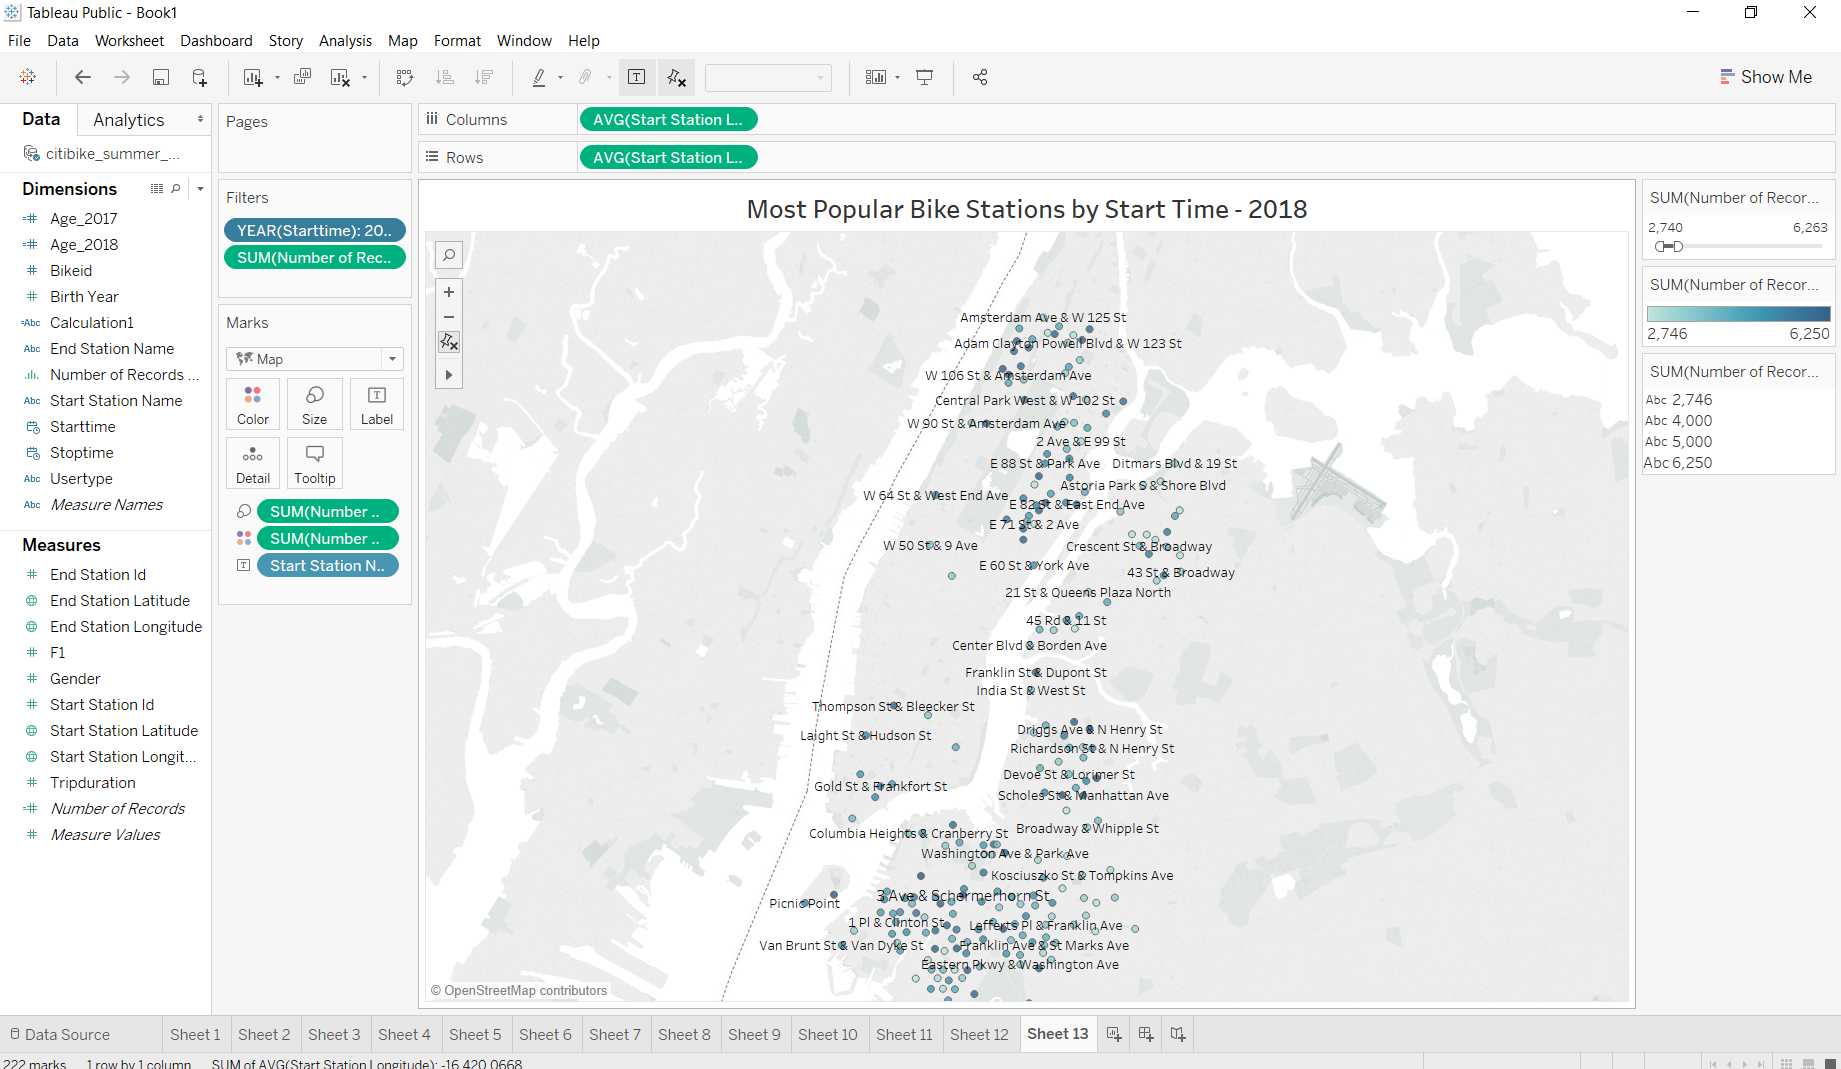 Tableau Public - Book1
File Data Worksheet Dashboard Story Analysis Map Format Window Help
Show Me
Data Analytics
citibike_summer_...
Dimensions
Age_2017
Age_2018
Bikeid
Birth Year
=Abc Calculation1
Abc End Station Name
Number of Records ...
Abc Start Station Name
Starttime
Stoptime
Abc Usertype
Abc Measure Names
Measures
End Station Id
End Station Latitude
End Station Longitude
F1
Gender
Start Station Id
Start Station Latitude
Start Station Longit...
Tripduration
Number of Records
Measure Values
Pages
Filters
YEAR(Starttime): 20..
SUM(Number of Rec..
Marks
Map
Color Size Label
Detail Tooltip
SUM(Number ..
SUM(Number ..
Start Station N..
Columns AVG(Start Station L..
Rows AVG(Start Station L..
Most Popular Bike Stations by Start Time - 2018
Amsterdam Ave & W 125 St
Adam Clayton Powell Blvd & W 123 St
W 106 St & Amsterdam Ave
Central Park West & W 102 St
W 90 St & Amsterdam Ave
2 Ave & E 99 St
E 88 St & Park Ave Ditmars Blvd & 19 St
Astoria Park S & Shore Blvd
W 64 St & West End Ave
E 82 St & East End Ave
E 71 St & 2 Ave
W 50 St & 9 Ave
Crescent St & Broadway
E 60 St & York Ave
43 St & Broadway
21 St & Queens Plaza North
45 Rd & 11 St
Center Blvd & Borden Ave
Franklin St & Dupont St
India St & West St
Thompson St & Bleecker St
Driggs Ave & N Henry St
Laight St & Hudson St
Richardson St & N Henry St
Devoe St & Lorimer St
Gold St & Frankfort St
Scholes St & Manhattan Ave
Columbia Heights & Cranberry St
Broadway & Whipple St
Washington Ave & Park Ave
Kosciuszko St & Tompkins Ave
3 Ave & Schermerhorn St
Picnic Point
1 Pl & Clinton St
Lefferts Pl & Franklin Ave
Van Brunt St & Van Dyke St
Franklin Ave & St Marks Ave
Eastern Pkwy & Washington Ave
© OpenStreetMap contributors
SUM(Number of Recor...
2,740 6,263
SUM(Number of Recor...
2,746 6,250
SUM(Number of Recor...
Abc 2,746
Abc 4,000
Abc 5,000
Abc 6,250
Data Source Sheet 1 Sheet 2 Sheet 3 Sheet 4 Sheet 5 Sheet 6 Sheet 7 Sheet 8 Sheet 9 Sheet 10 Sheet 11 Sheet 12 Sheet 13
222 marks 1 row by 1 column SUM of AVG(Start Station Longitude): -16,420.0668